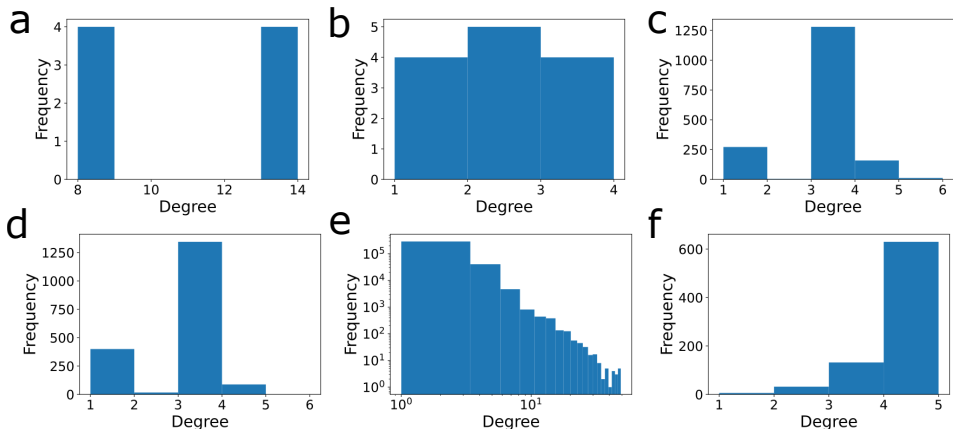 a
4
3
2
1
0
Frequency
8 10 12 14
Degree
b
5
4
3
2
1
0
Frequency
1 2 3 4
Degree
c
1250
1000
750
500
250
0
Frequency
1 2 3 4 5 6
Degree
d
1250
1000
750
500
250
0
Frequency
1 2 3 4 5 6
Degree
e
10⁵
10⁴
10³
10²
10¹
10⁰
Frequency
10⁰ 10¹
Degree
f
600
400
200
0
Frequency
1 2 3 4 5
Degree